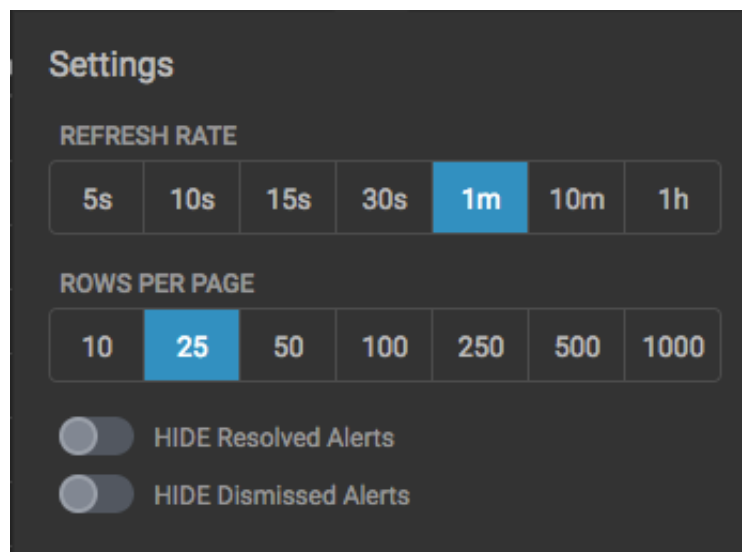 Settings
REFRESH RATE
5s 10s 15s 30s 1m 10m 1h
ROWS PER PAGE
10 25 50 100 250 500 1000
HIDE Resolved Alerts
HIDE Dismissed Alerts